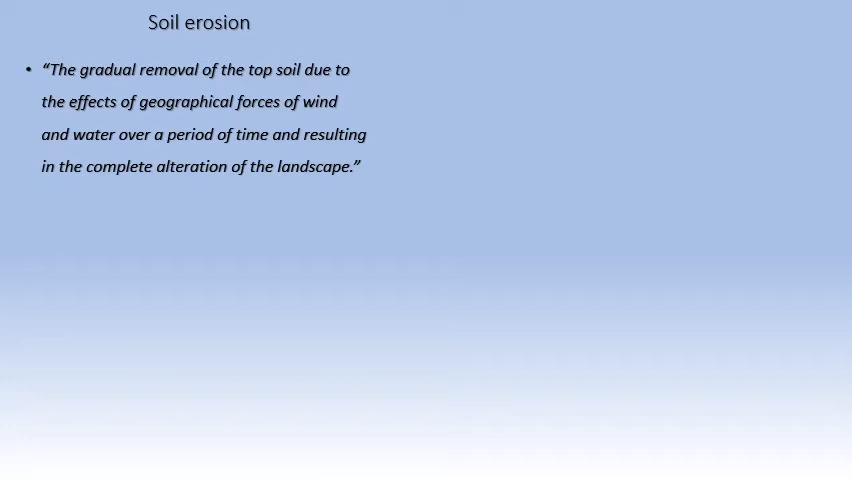 Soil erosion
• “The gradual removal of the top soil due to
the effects of geographical forces of wind
and water over a period of time and resulting
in the complete alteration of the landscape.”